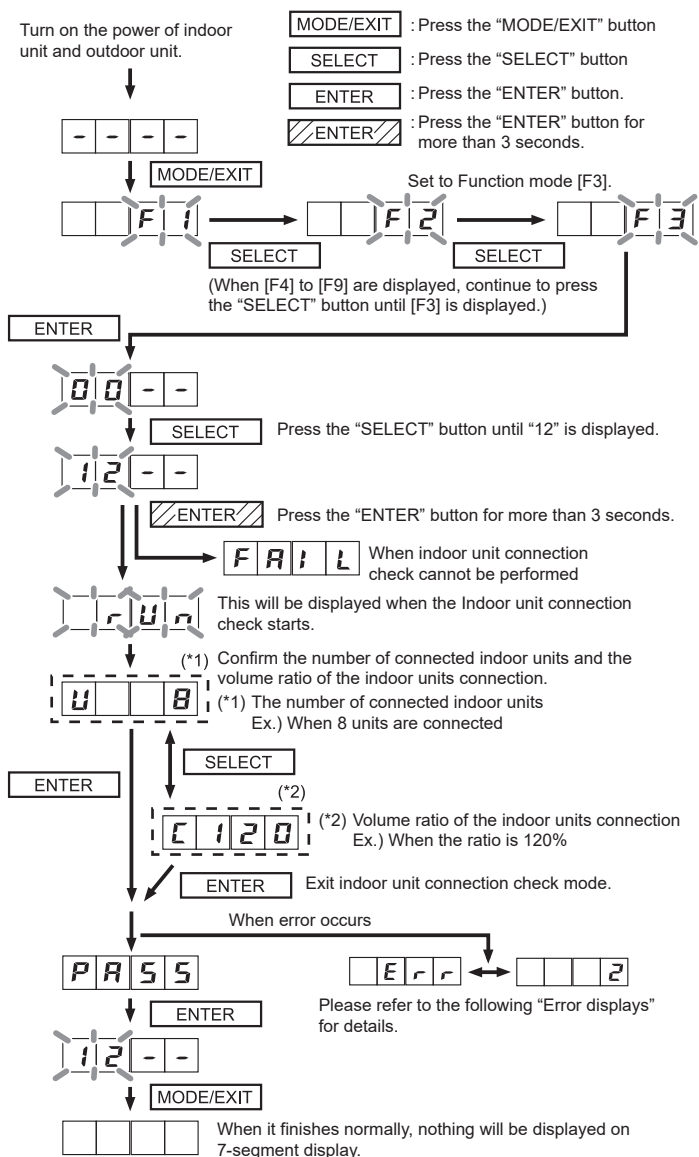 Turn on the power of indoor
unit and outdoor unit.
MODE/EXIT : Press the “MODE/EXIT” button
SELECT : Press the “SELECT” button
ENTER : Press the “ENTER” button.
ENTER : Press the “ENTER” button for
more than 3 seconds.
- - - -
MODE/EXIT
Set to Function mode [F3].
F 1
F 2
F 3
SELECT
SELECT
(When [F4] to [F9] are displayed, continue to press
the “SELECT” button until [F3] is displayed.)
ENTER
0 0 - -
SELECT Press the “SELECT” button until “12” is displayed.
1 2 - -
ENTER Press the “ENTER” button for more than 3 seconds.
F A I L When indoor unit connection
check cannot be performed
r U n This will be displayed when the Indoor unit connection
check starts.
(*1) Confirm the number of connected indoor units and the
volume ratio of the indoor units connection.
U 8 (*1) The number of connected indoor units
Ex.) When 8 units are connected
SELECT
ENTER
(*2)
C 1 2 0 (*2) Volume ratio of the indoor units connection
Ex.) When the ratio is 120%
ENTER Exit indoor unit connection check mode.
When error occurs
P A S S
E r r 2
Please refer to the following “Error displays”
for details.
ENTER
1 2 - -
MODE/EXIT
When it finishes normally, nothing will be displayed on
7-segment display.